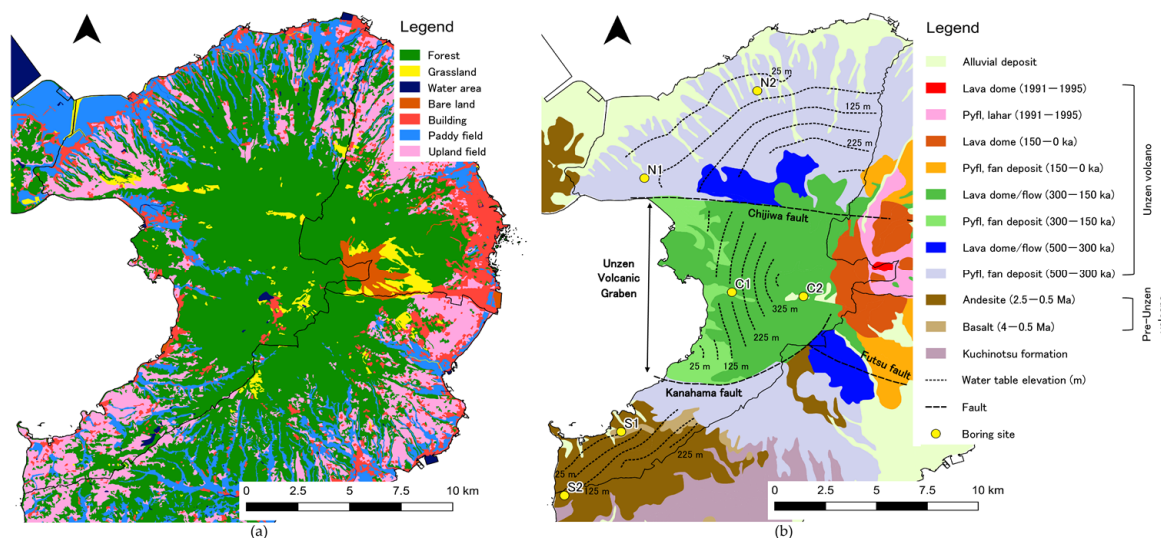 Legend
Forest
Grassland
Water area
Bare land
Building
Paddy field
Upland field
0 2.5 5 7.5 10 km
(a)
25 m
N2
125 m
225 m
N1
Chijiwa fault
Unzen
Volcanic
Graben
C1
C2
325 m
225 m
25 m
125 m
Futsu fault
Kanahama fault
S1
225 m
25 m
S2
125 m
0 2.5 5 7.5 10 km
(b)
Legend
Alluvial deposit
Lava dome (1991－1995)
Pyfl, lahar (1991－1995)
Lava dome (150－0 ka)
Pyfl, fan deposit (150－0 ka)
Lava dome/flow (300－150 ka)
Pyfl, fan deposit (300－150 ka)
Lava dome/flow (500－300 ka)
Pyfl, fan deposit (500－300 ka)
Andesite (2.5－0.5 Ma)
Basalt (4－0.5 Ma)
Kuchinotsu formation
Water table elevation (m)
Fault
Boring site
Unzen volcano
Pre-Unzen